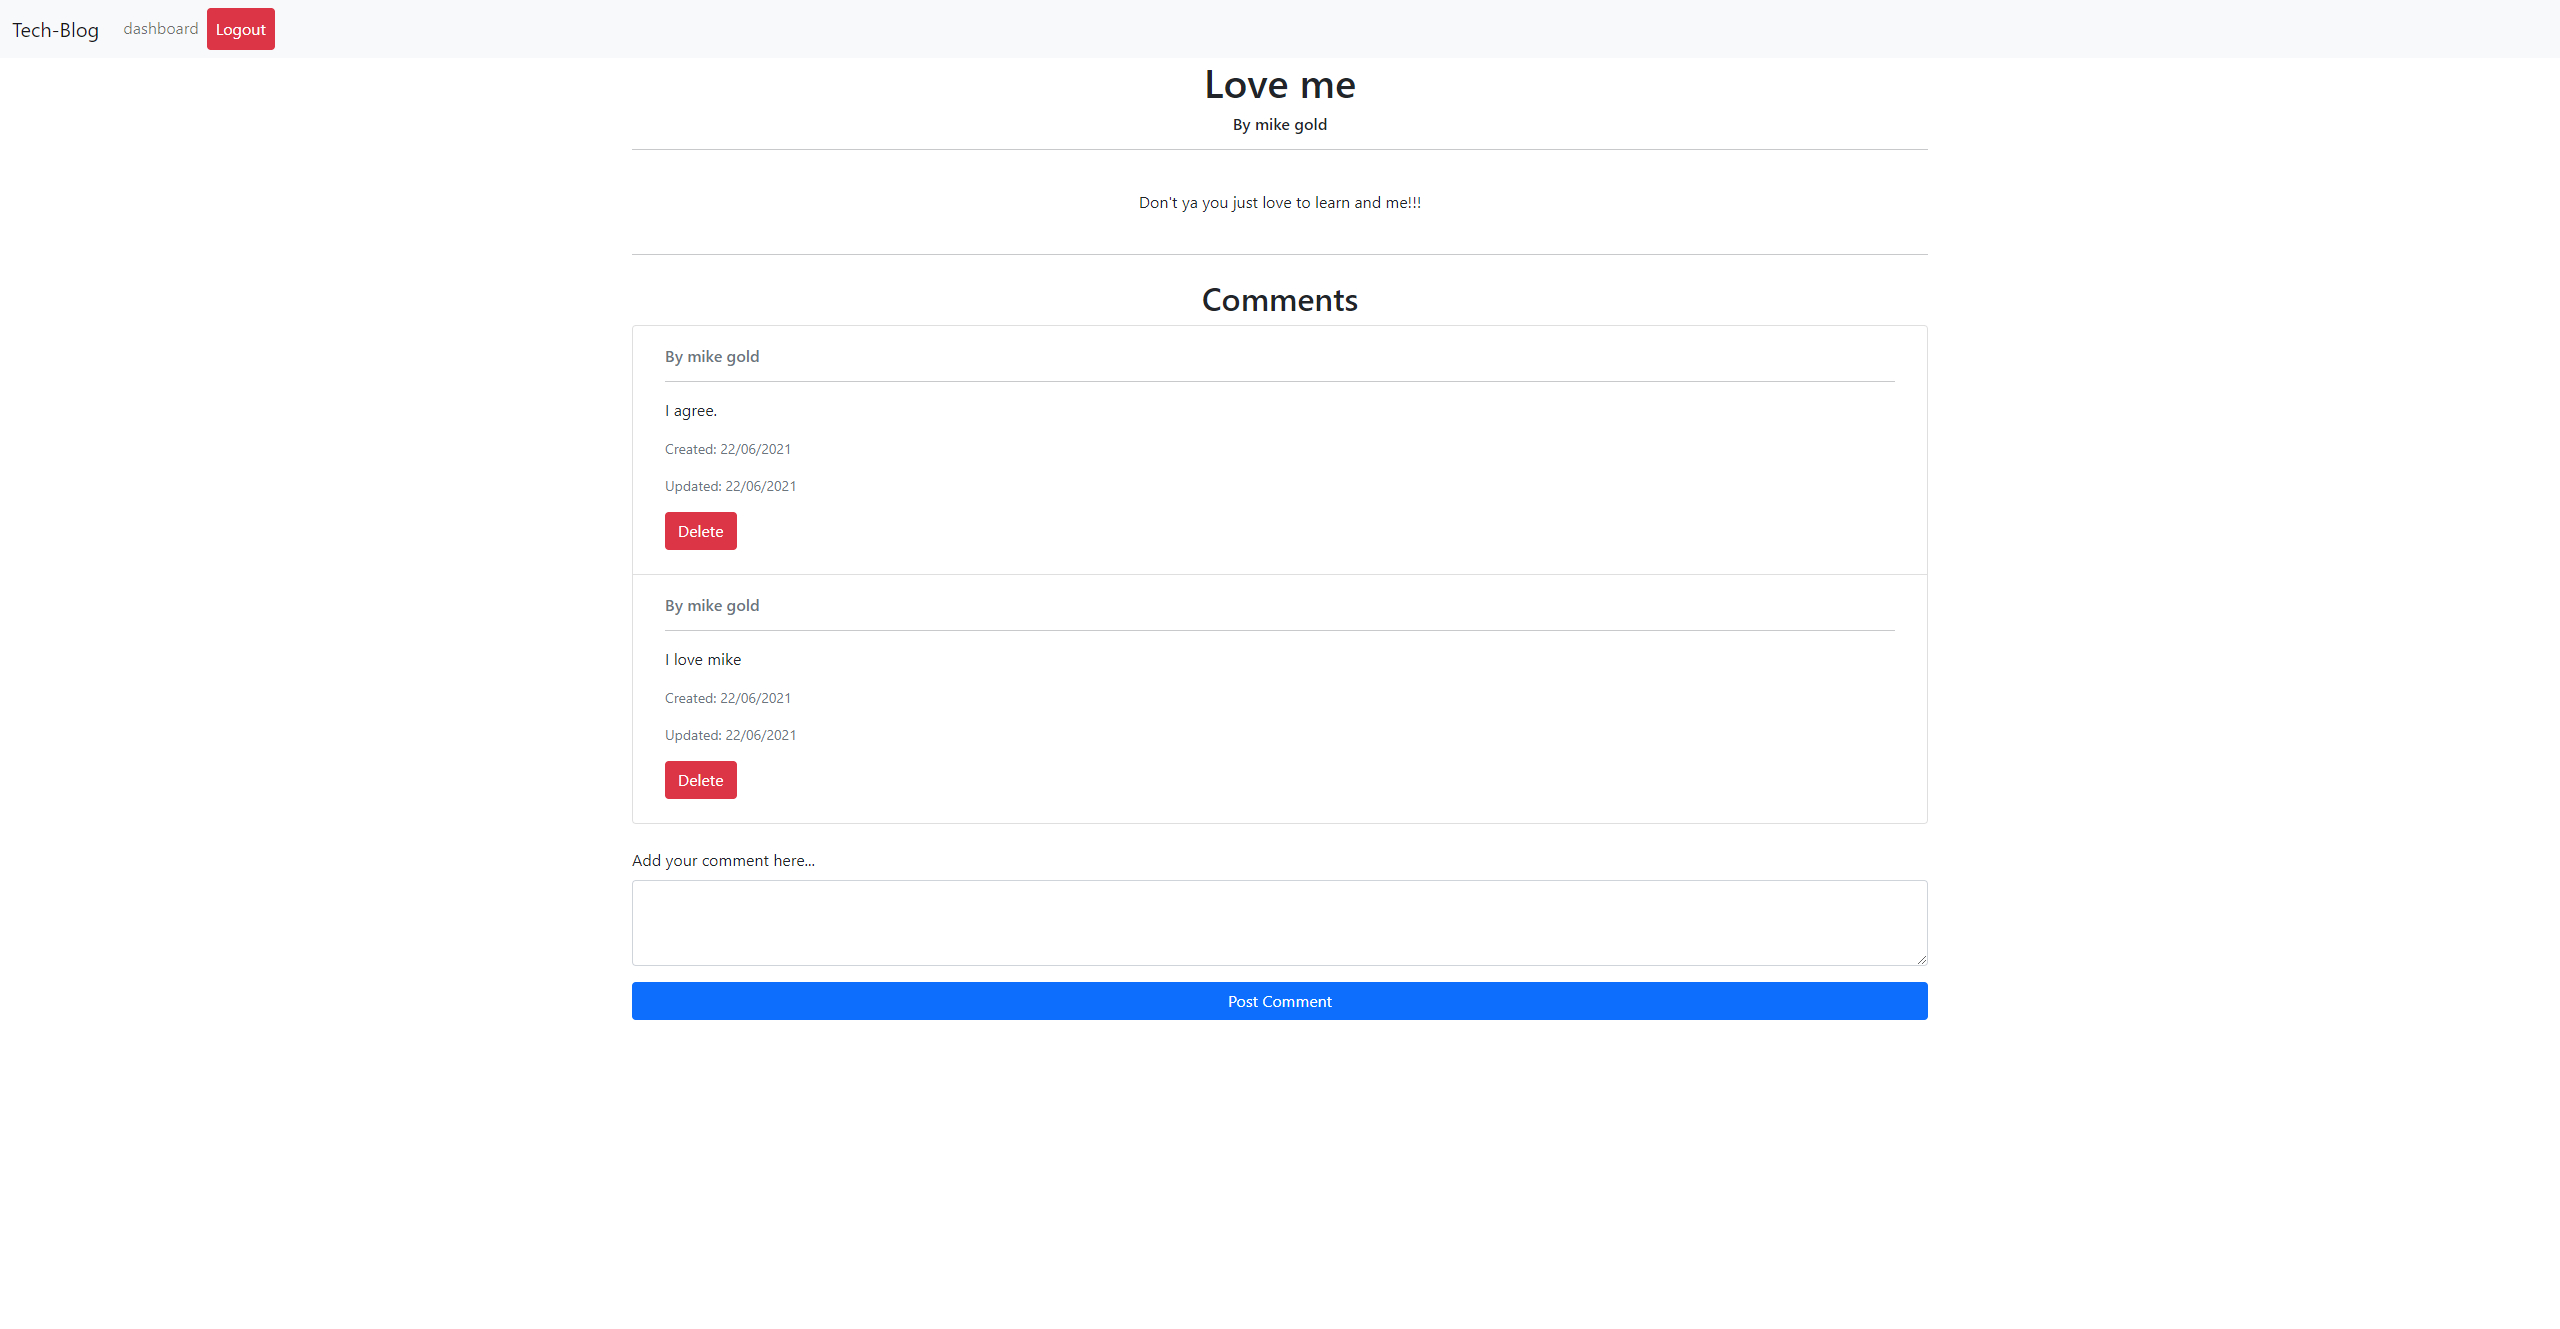 Tech-Blog dashboard Logout
Love me
By mike gold
Don't ya you just love to learn and me!!!
Comments
By mike gold
I agree.
Created: 22/06/2021
Updated: 22/06/2021
Delete
By mike gold
I love mike
Created: 22/06/2021
Updated: 22/06/2021
Delete
Add your comment here...
Post Comment